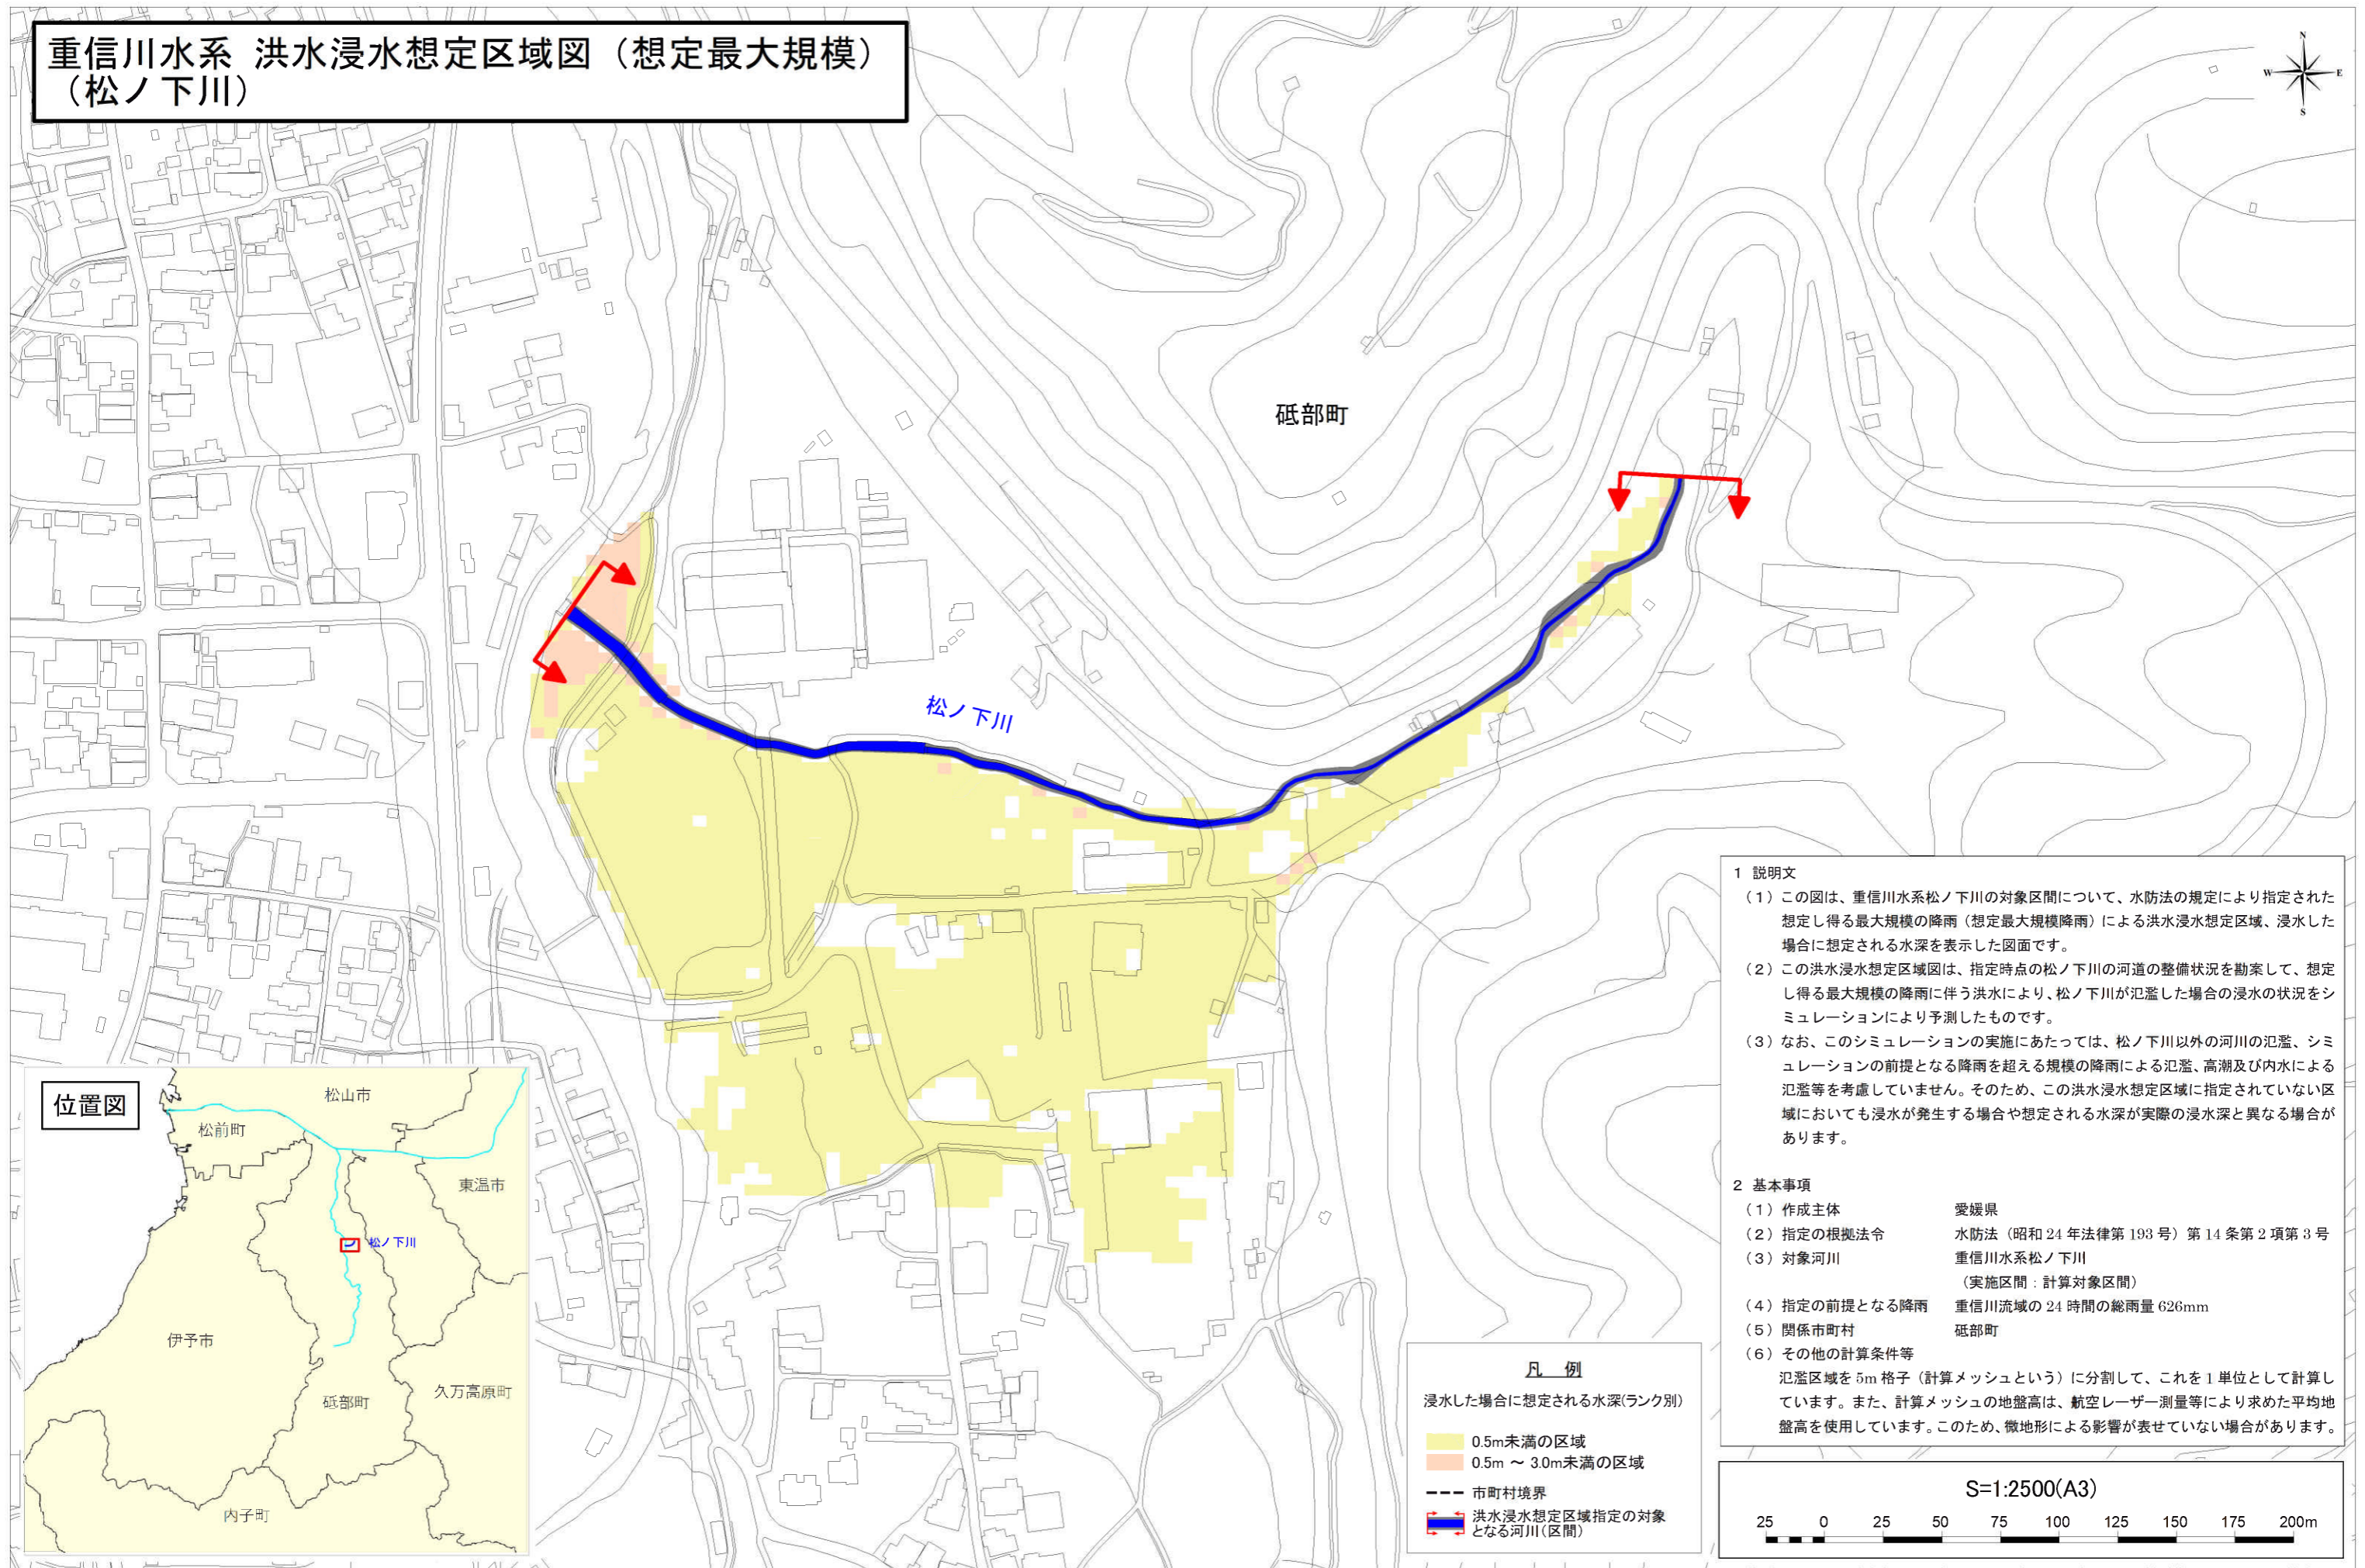 重信川水系 洪水浸水想定区域図（想定最大規模）
（松ノ下川）
N
W
E
S
砥部町
松ノ下川
1 説明文
（1）この図は、重信川水系松ノ下川の対象区間について、水防法の規定により指定された
想定し得る最大規模の降雨（想定最大規模降雨）による洪水浸水想定区域、浸水した
場合に想定される水深を表示した図面です。
（2）この洪水浸水想定区域図は、指定時点の松ノ下川の河道の整備状況を勘案して、想定
し得る最大規模の降雨に伴う洪水により、松ノ下川が氾濫した場合の浸水の状況をシ
ミュレーションにより予測したものです。
（3）なお、このシミュレーションの実施にあたっては、松ノ下川以外の河川の氾濫、シミ
ュレーションの前提となる降雨を超える規模の降雨による氾濫、高潮及び内水による
氾濫等を考慮していません。そのため、この洪水浸水想定区域に指定されていない区
域においても浸水が発生する場合や想定される水深が実際の浸水深と異なる場合が
あります。
2 基本事項
（1）作成主体 愛媛県
（2）指定の根拠法令 水防法（昭和 24 年法律第 193 号）第 14 条第 2 項第 3 号
（3）対象河川 重信川水系松ノ下川
（実施区間：計算対象区間）
（4）指定の前提となる降雨 重信川流域の 24 時間の総雨量 626mm
（5）関係市町村 砥部町
（6）その他の計算条件等
氾濫区域を 5m 格子（計算メッシュという）に分割して、これを 1 単位として計算し
ています。また、計算メッシュの地盤高は、航空レーザー測量等により求めた平均地
盤高を使用しています。このため、微地形による影響が表せていない場合があります。
位置図
松山市
松前町
東温市
松ノ下川
伊予市
砥部町
久万高原町
内子町
凡 例
浸水した場合に想定される水深(ランク別)
0.5m未満の区域
0.5m ～ 3.0m未満の区域
市町村境界
洪水浸水想定区域指定の対象
となる河川(区間)
S=1:2500(A3)
25 0 25 50 75 100 125 150 175 200m